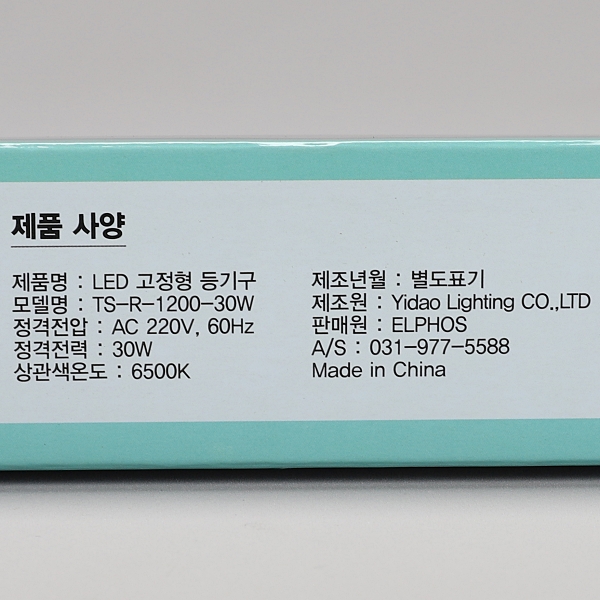 제품 사양
제품명 : LED 고정형 등기구
모델명 : TS-R-1200-30W
정격전압 : AC 220V, 60Hz
정격전력 : 30W
상관색온도 : 6500K
제조년월 : 별도표기
제조원 : Yidao Lighting CO.,LTD
판매원 : ELPHOS
A/S : 031-977-5588
Made in China